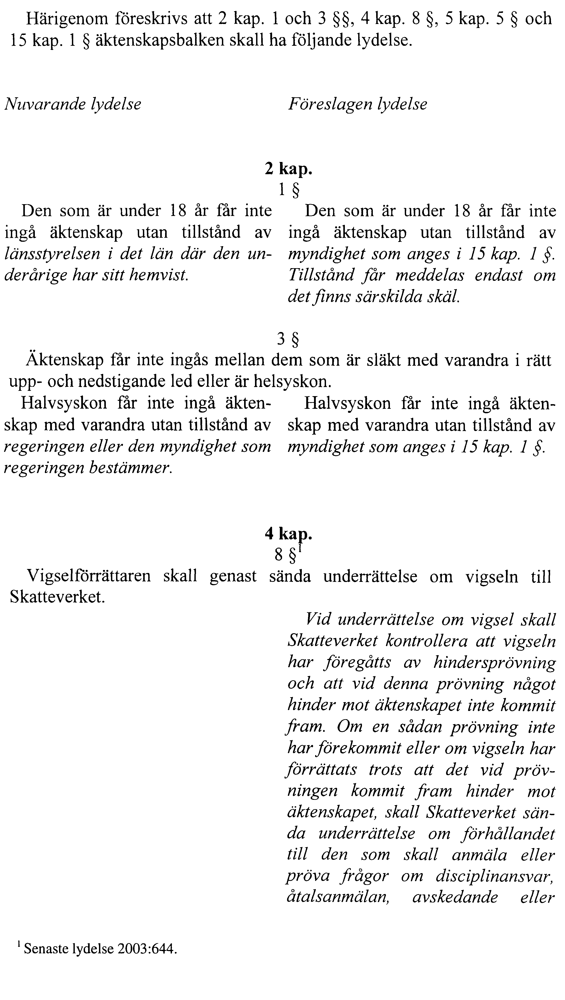 Härigenom föreskrivs att 2 kap. 1 och 3 §§, 4 kap. 8 §, 5 kap. 5 § och
15 kap. 1 § äktenskapsbalken skall ha följande lydelse.
Nuvarande lydelse
Föreslagen lydelse
2 kap.
1 §
Den som är under 18 år får inte
ingå äktenskap utan tillstånd av
länsstyrelsen i det län där den un-
derårige har sitt hemvist.
Den som är under 18 år får inte
ingå äktenskap utan tillstånd av
myndighet som anges i 15 kap. 1 §.
Tillstånd får meddelas endast om
det finns särskilda skäl.
3 §
Äktenskap får inte ingås mellan dem som är släkt med varandra i rätt
upp- och nedstigande led eller är helsyskon.
Halvsyskon får inte ingå äkten-
skap med varandra utan tillstånd av
regeringen eller den myndighet som
regeringen bestämmer.
Halvsyskon får inte ingå äkten-
skap med varandra utan tillstånd av
myndighet som anges i 15 kap. 1 §.
4 kap.
8 §¹
Vigselförrättaren skall genast sända underrättelse om vigseln till
Skatteverket.
Vid underrättelse om vigsel skall
Skatteverket kontrollera att vigseln
har föregåtts av hindersprövning
och att vid denna prövning något
hinder mot äktenskapet inte kommit
fram. Om en sådan prövning inte
har förekommit eller om vigseln har
förrättats trots att det vid pröv-
ningen kommit fram hinder mot
äktenskapet, skall Skatteverket sän-
da underrättelse om förhållandet
till den som skall anmäla eller
pröva frågor om disciplinansvar,
åtalsanmälan, avskedande eller
¹ Senaste lydelse 2003:644.